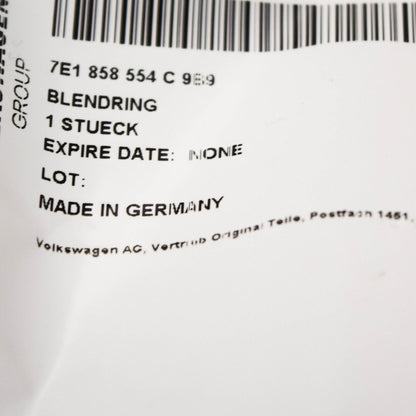 GROUP
7E1 858 554 C 9B9
BLENDRING
1 STUECK
EXPIRE DATE: NONE
LOT:
MADE IN GERMANY
Volkswagen AG, Vertrieb Original Teile, Postfach 1451,